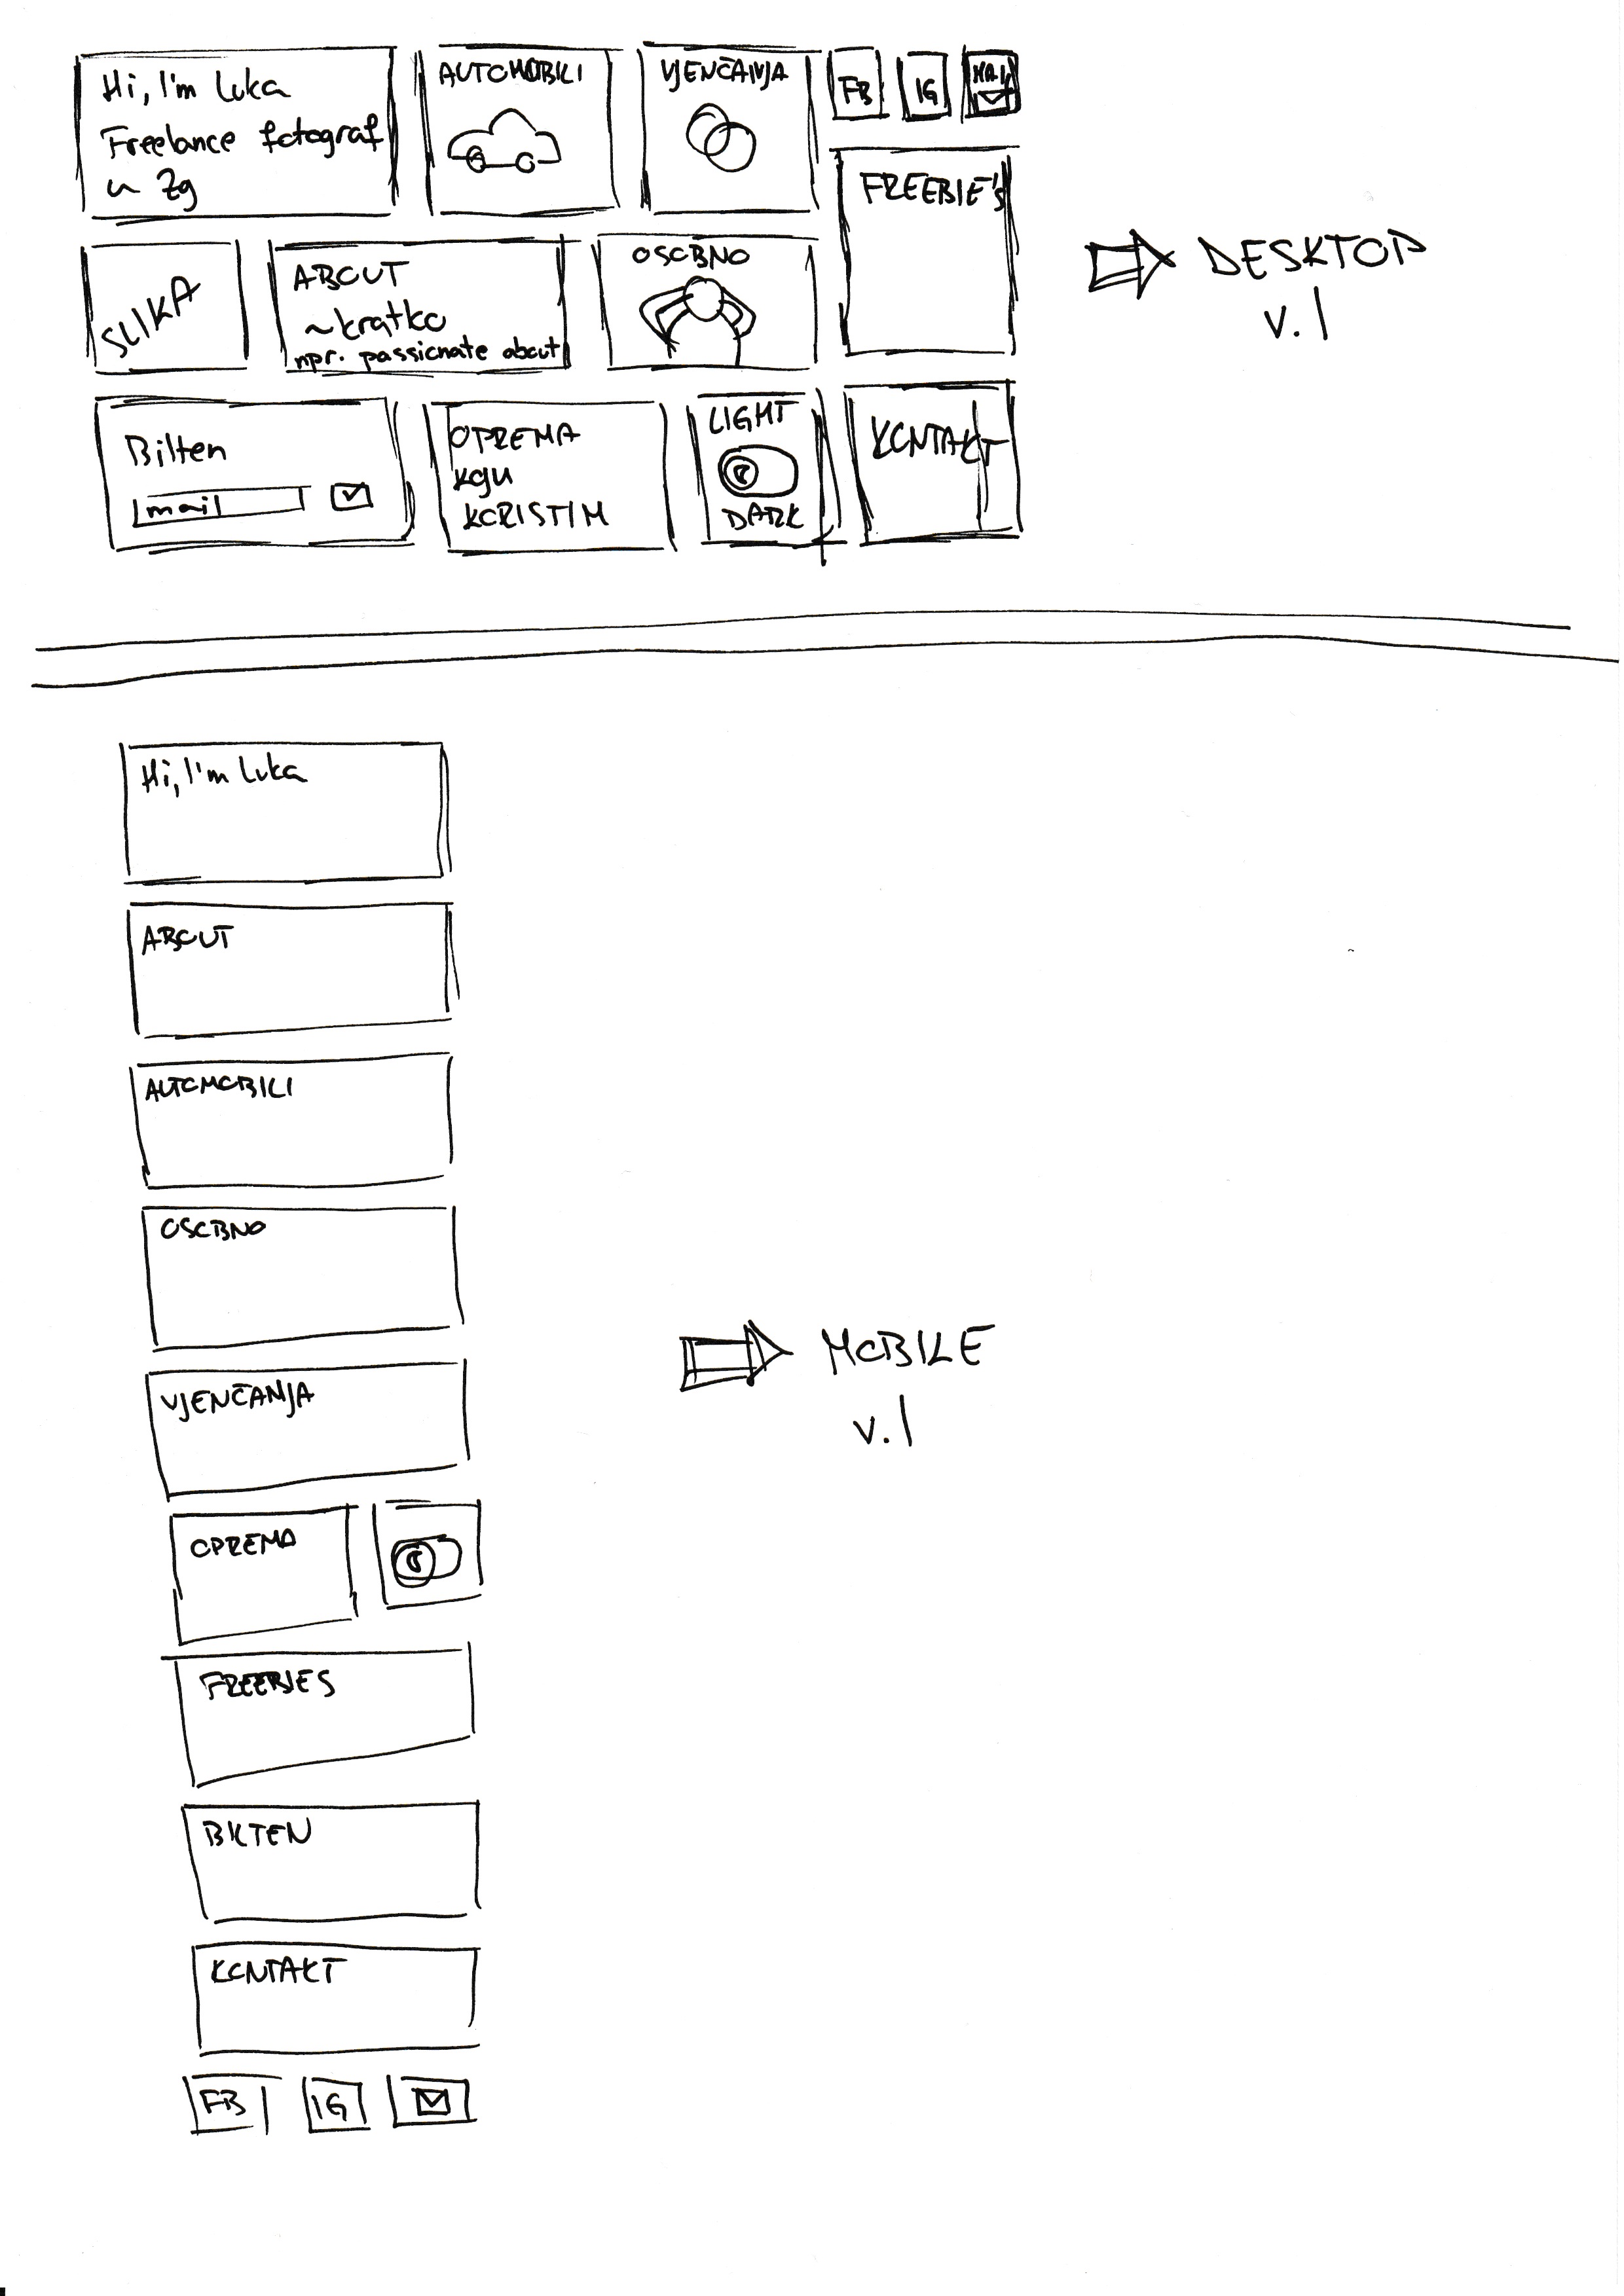 Hi, I'm Luka
Freelance fotograf
u Zg
AUTOMOBILI
VJENČANJA
FB
IG
FREEBIE'S
SLIKA
ABOUT
~kratko
npr. passionate about
OSOBNO
Bilten
mail
OPREMA
KOJU
KORISTIM
LIGHT
DARK
KONTAKT
DESKTOP
v. 1
Hi, I'm Luka
ABOUT
AUTOMOBILI
OSOBNO
VJENČANJA
OPREMA
FREEBIES
BILTEN
KONTAKT
FB
IG
MOBILE
v. 1